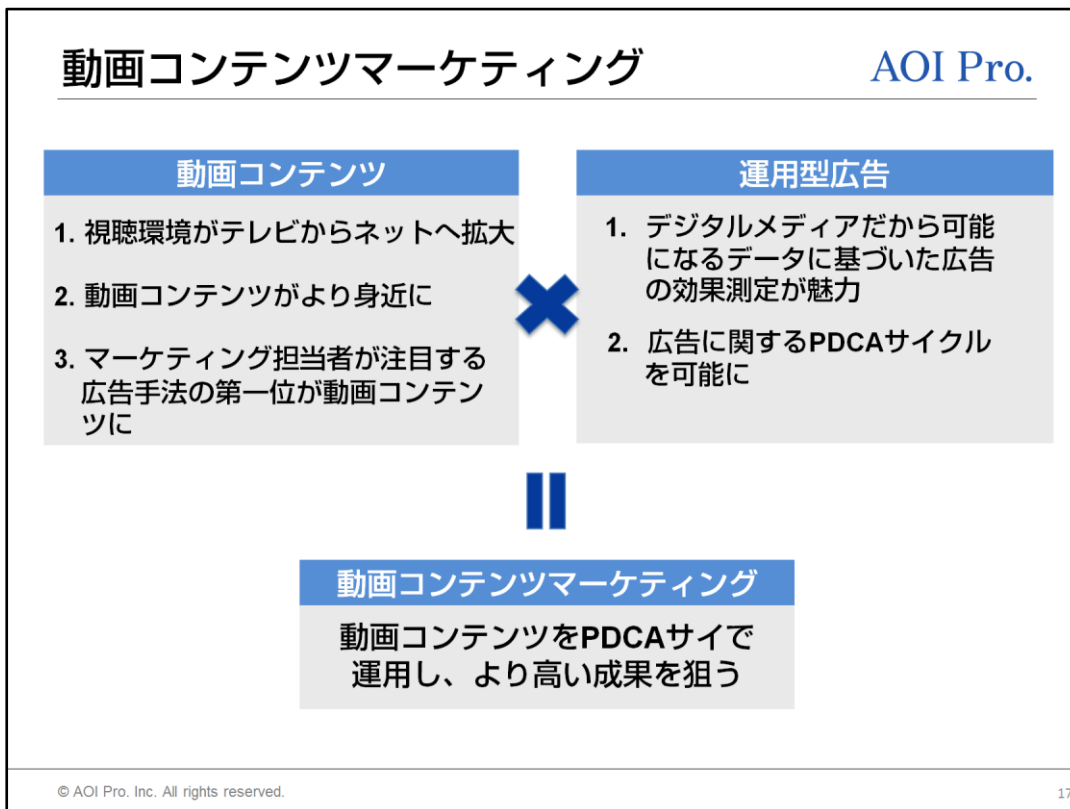 動画コンテンツマーケティング
AOI Pro.
動画コンテンツ
1. 視聴環境がテレビからネットへ拡大
2. 動画コンテンツがより身近に
3. マーケティング担当者が注目する
広告手法の第一位が動画コンテン
ツに
運用型広告
1. デジタルメディアだから可能
になるデータに基づいた広告
の効果測定が魅力
2. 広告に関するPDCAサイクル
を可能に
動画コンテンツマーケティング
動画コンテンツをPDCAサイで
運用し、より高い成果を狙う
© AOI Pro. Inc. All rights reserved.
17